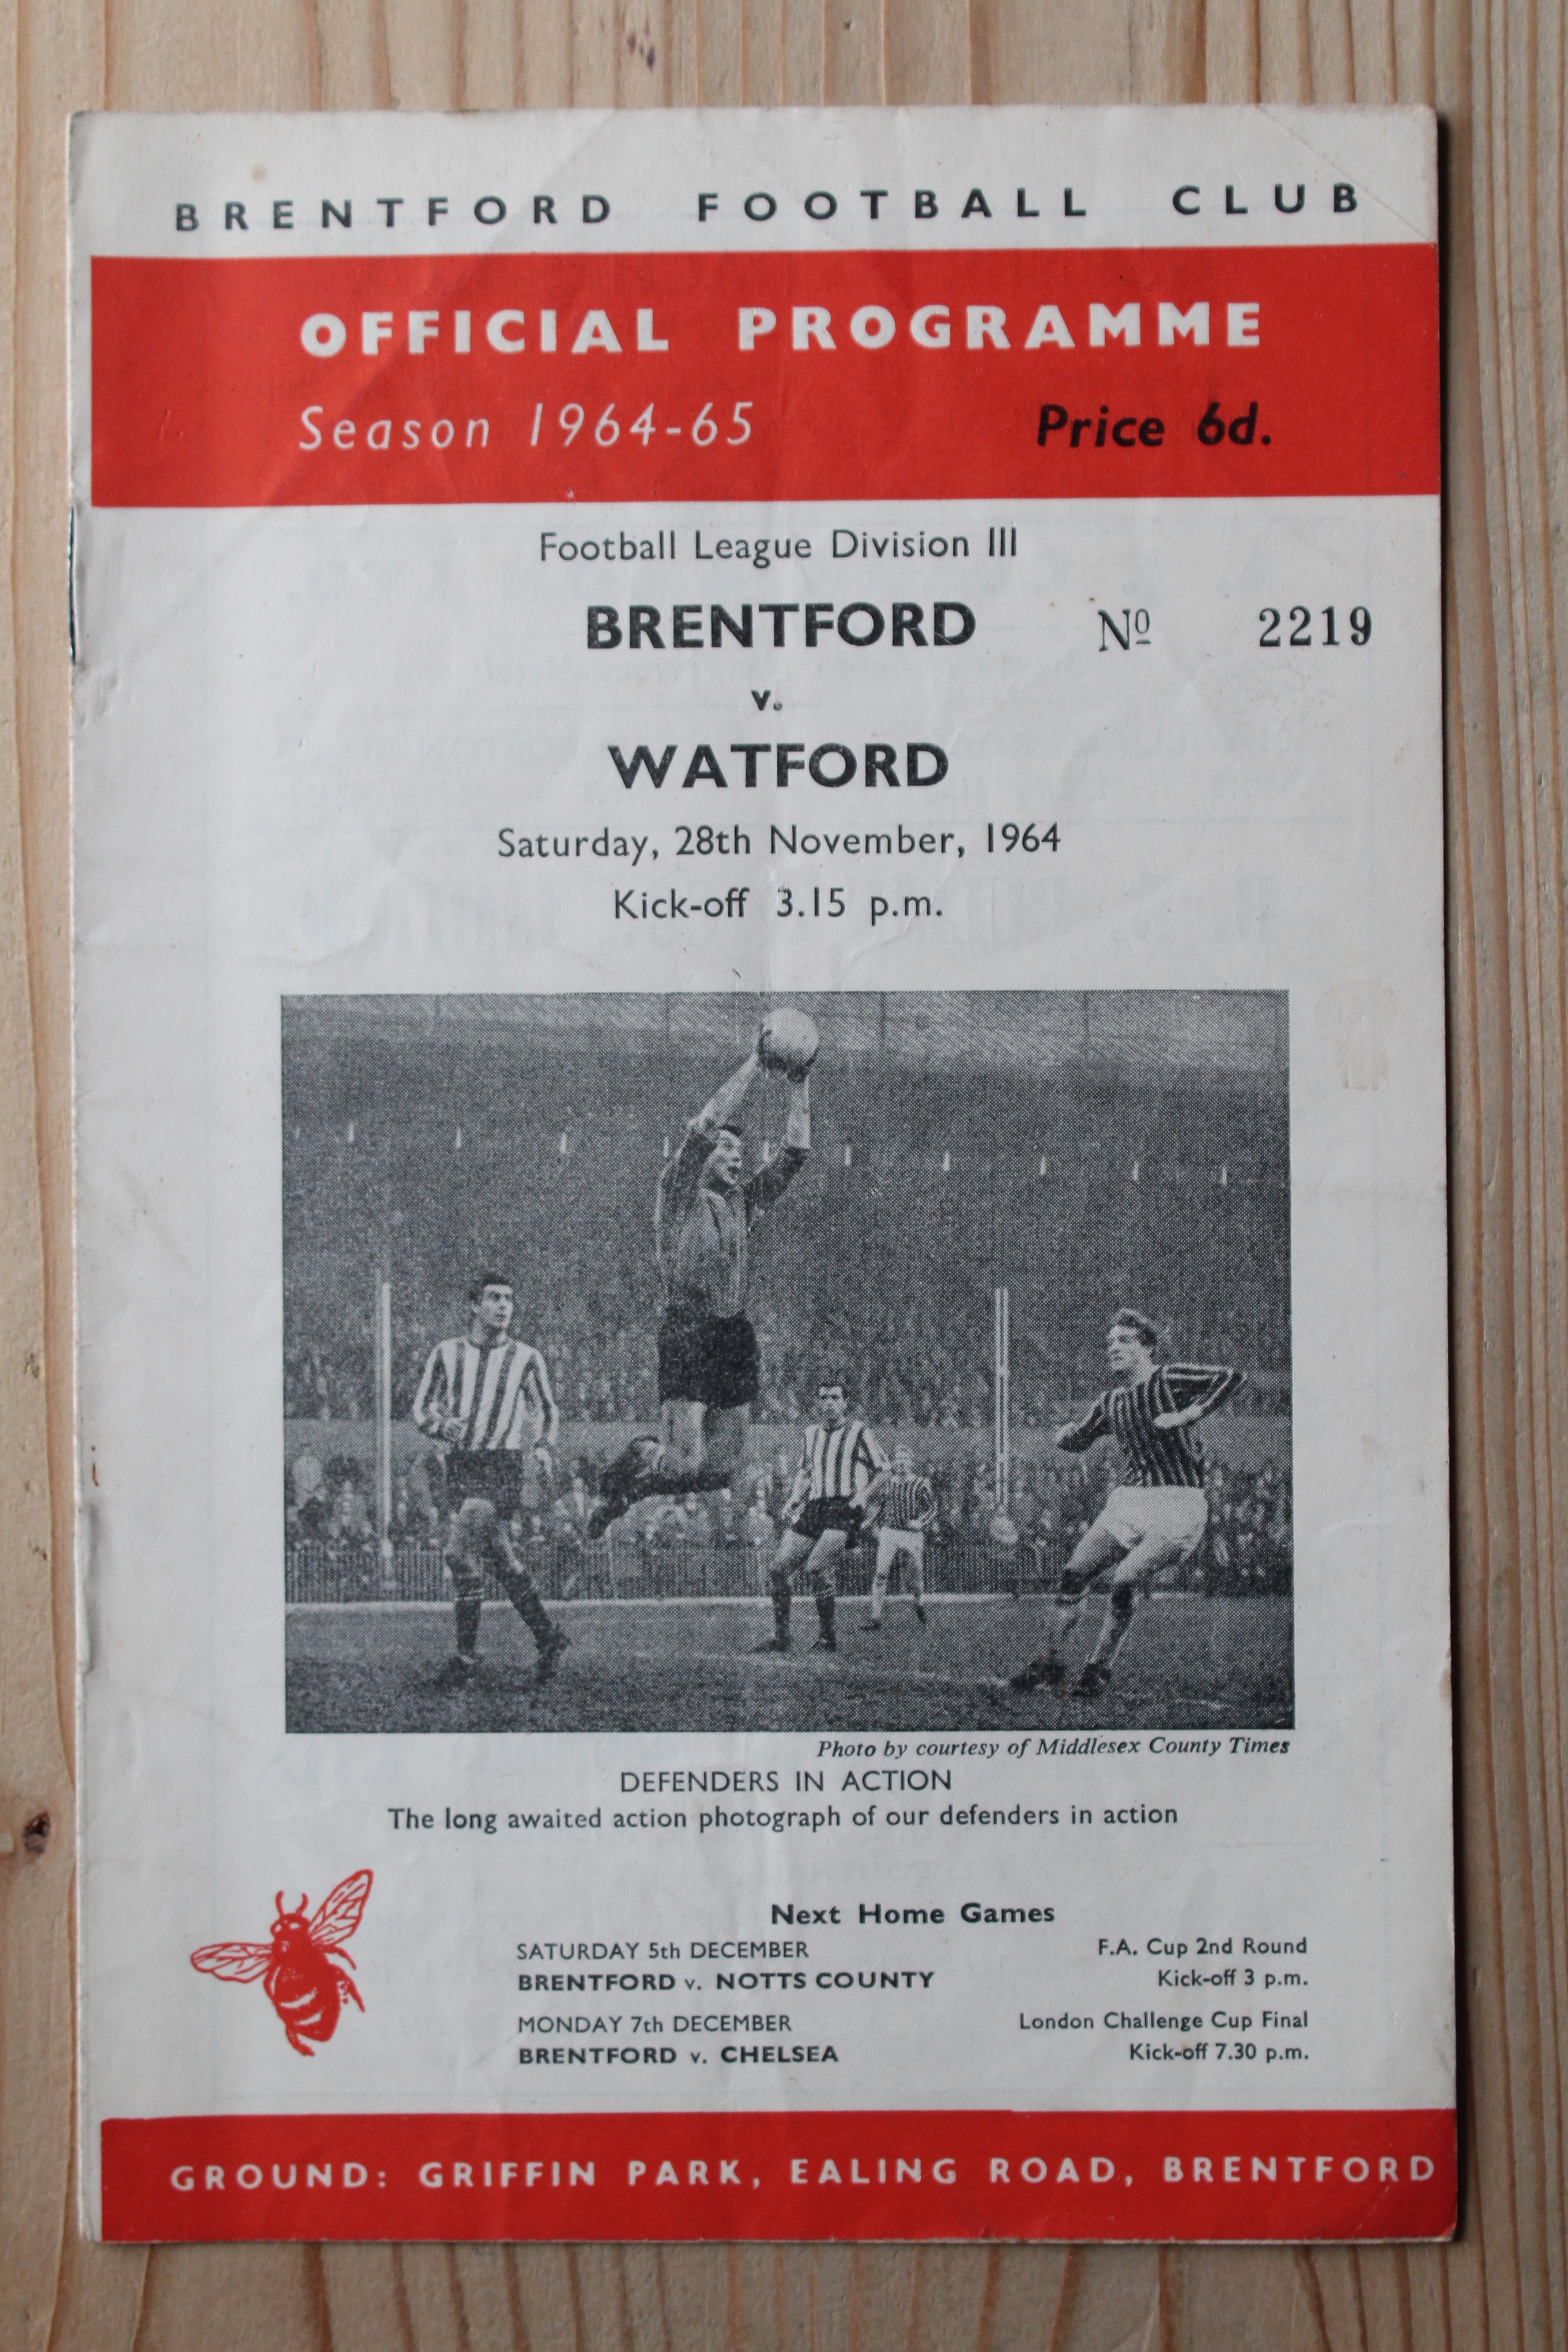 BRENTFORD FOOTBALL CLUB
OFFICIAL PROGRAMME
Season 1964-65 Price 6d.
Football League Division III
BRENTFORD Nº 2219
v.
WATFORD
Saturday, 28th November, 1964
Kick-off 3.15 p.m.
Photo by courtesy of Middlesex County Times
DEFENDERS IN ACTION
The long awaited action photograph of our defenders in action
Next Home Games
SATURDAY 5th DECEMBER F.A. Cup 2nd Round
BRENTFORD v. NOTTS COUNTY Kick-off 3 p.m.
MONDAY 7th DECEMBER London Challenge Cup Final
BRENTFORD v. CHELSEA Kick-off 7.30 p.m.
GROUND: GRIFFIN PARK, EALING ROAD, BRENTFORD